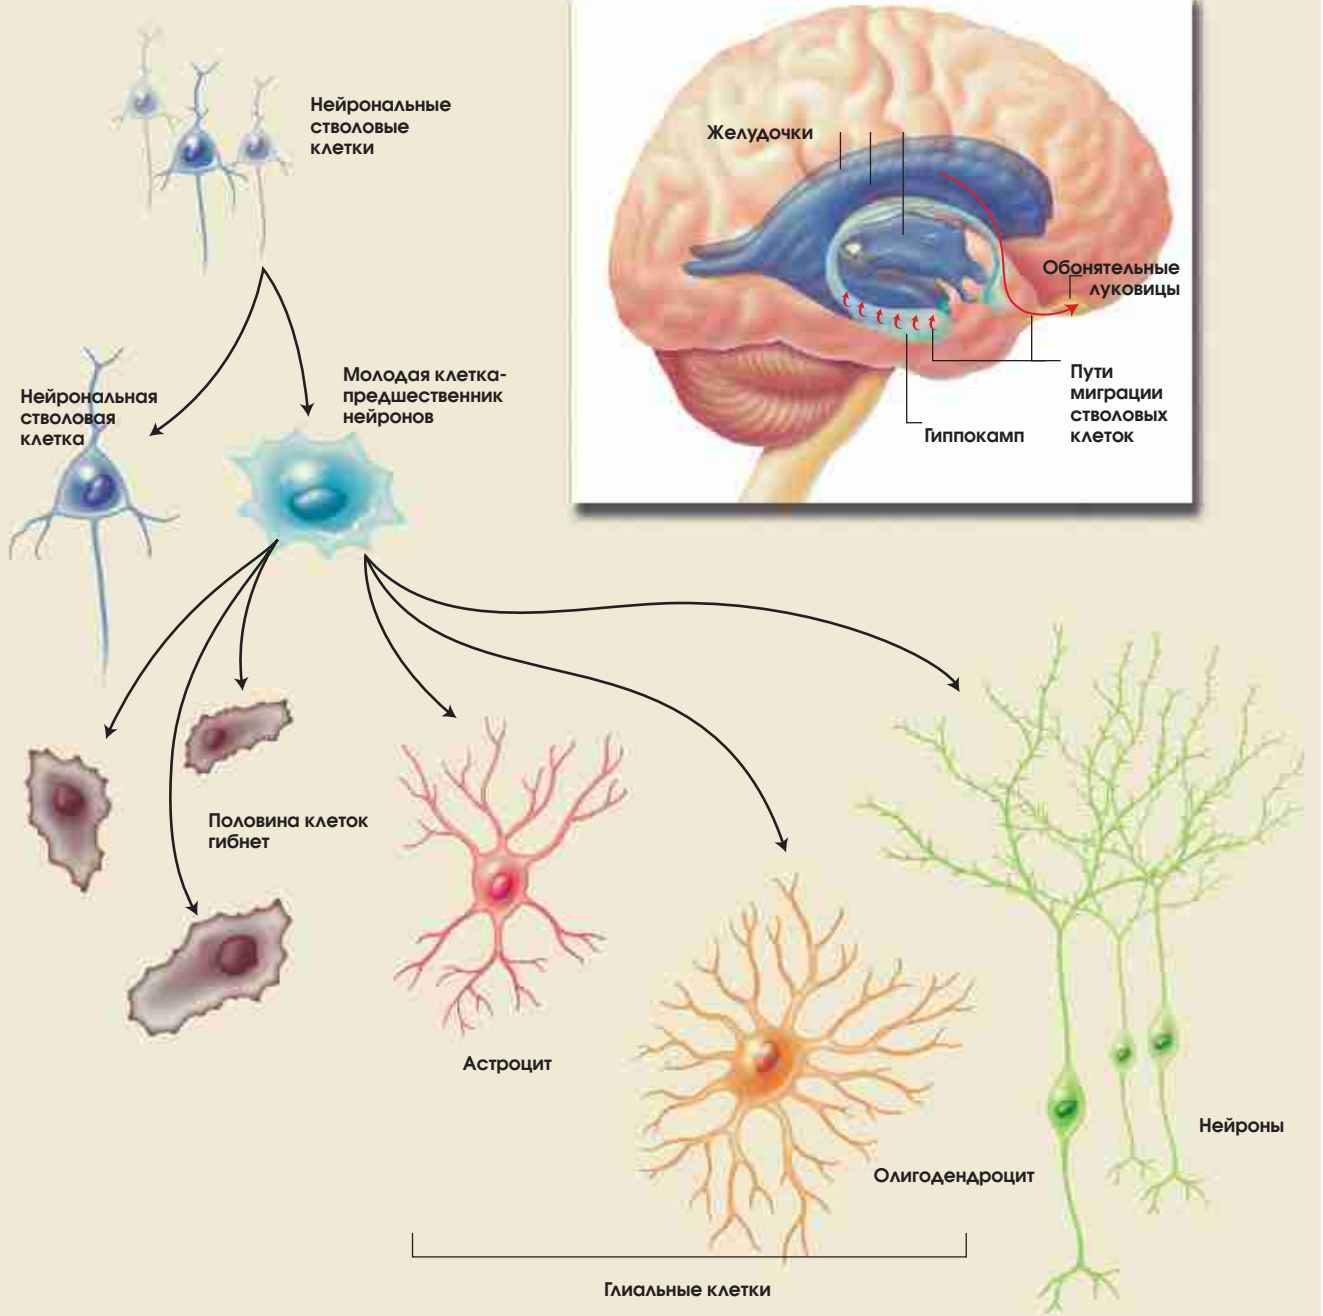 Нейрональные
стволовые
клетки
Желудочки
Обонятельные
луковицы
Пути
миграции
стволовых
клеток
Гиппокамп
Нейрональная
стволовая
клетка
Молодая клетка-
предшественник
нейронов
Половина клеток
гибнет
Астроцит
Олигодендроцит
Нейроны
Глиальные клетки